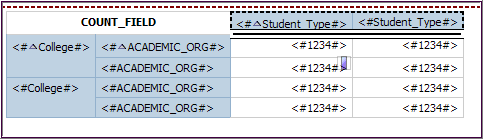 COUNT_FIELD <#△Student_Type#> <#Student_Type#>
<#△College#> <#△ACADEMIC_ORG#> <#1234#> <#1234#>
<#ACADEMIC_ORG#> <#1234#> <#1234#>
<#College#> <#ACADEMIC_ORG#> <#1234#> <#1234#>
<#ACADEMIC_ORG#> <#1234#> <#1234#>